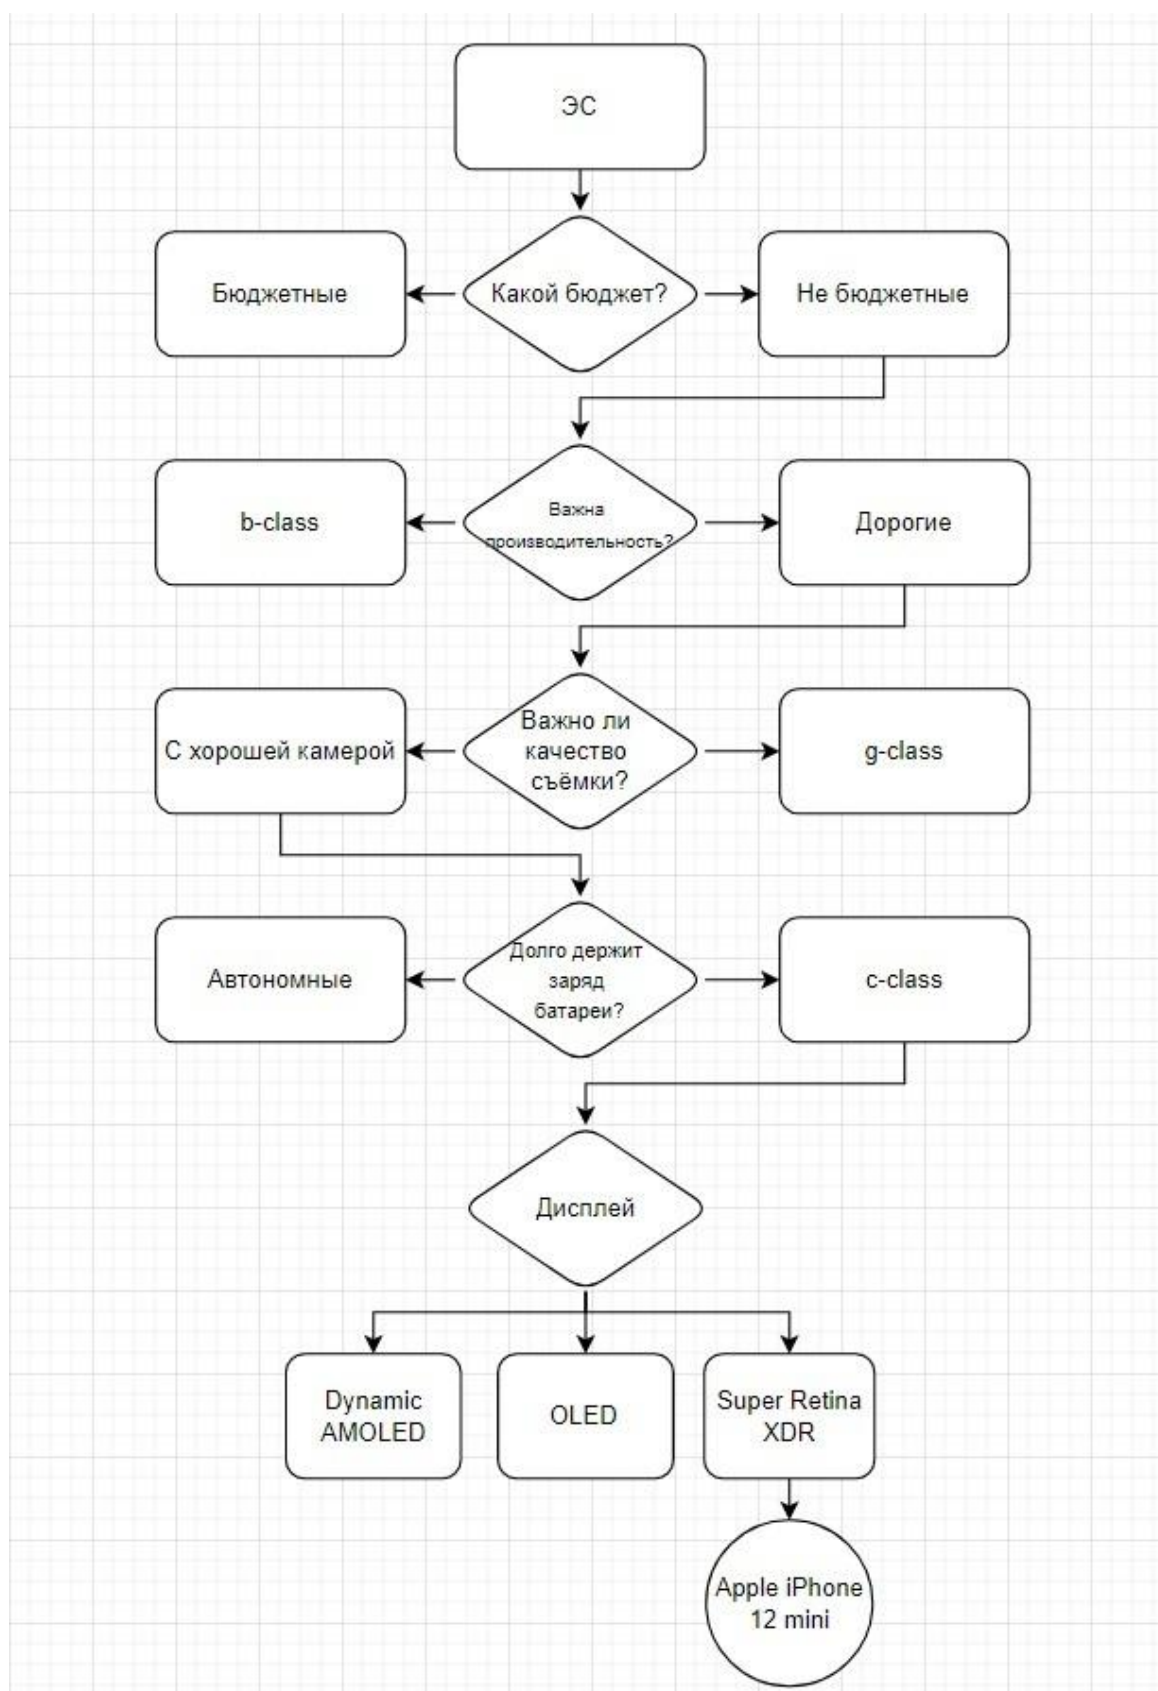 ЭС
Бюджетные
Какой бюджет?
Не бюджетные
b-class
Важна
производительность?
Дорогие
С хорошей камерой
Важно ли
качество
съёмки?
g-class
Автономные
Долго держит
заряд
батареи?
c-class
Дисплей
Dynamic
AMOLED
OLED
Super Retina
XDR
Apple iPhone
12 mini